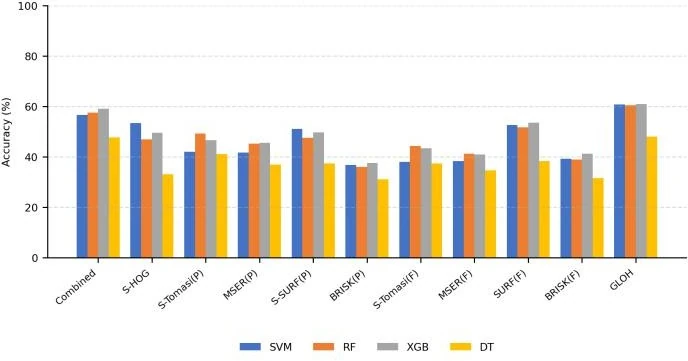 100
80
60
40
20
0
Accuracy (%)
Combined
S-HOG
S-Tomasi(P)
MSER(P)
S-SURF(P)
BRISK(P)
S-Tomasi(F)
MSER(F)
SURF(F)
BRISK(F)
GLOH
SVM RF XGB DT